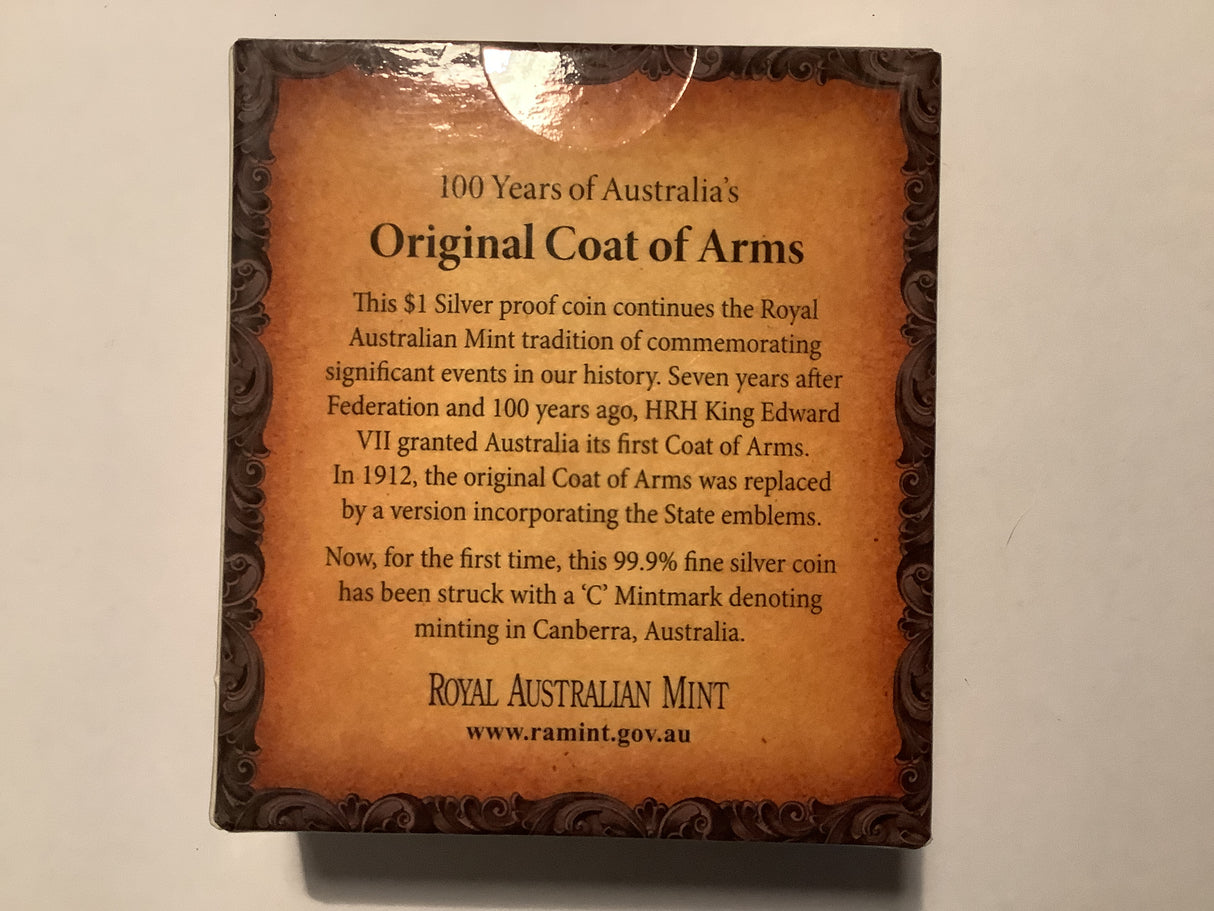 100 Years of Australia's
Original Coat of Arms
This $1 Silver proof coin continues the Royal
Australian Mint tradition of commemorating
significant events in our history. Seven years after
Federation and 100 years ago, HRH King Edward
VII granted Australia its first Coat of Arms.
In 1912, the original Coat of Arms was replaced
by a version incorporating the State emblems.
Now, for the first time, this 99.9% fine silver coin
has been struck with a ‘C’ Mintmark denoting
minting in Canberra, Australia.
ROYAL AUSTRALIAN MINT
www.ramint.gov.au